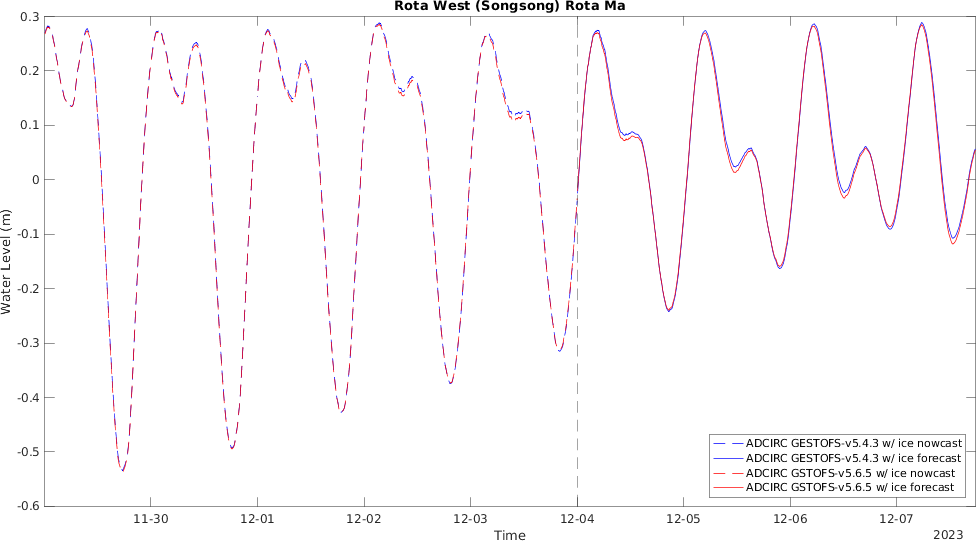 Rota West (Songsong) Rota Ma
0.3
0.2
0.1
0
-0.1
-0.2
-0.3
-0.4
-0.5
-0.6
Water Level (m)
11-30 12-01 12-02 12-03 12-04 12-05 12-06 12-07
Time
2023
ADCIRC GESTOFS-v5.4.3 w/ ice nowcast
ADCIRC GESTOFS-v5.4.3 w/ ice forecast
ADCIRC GSTOFS-v5.6.5 w/ ice nowcast
ADCIRC GSTOFS-v5.6.5 w/ ice forecast